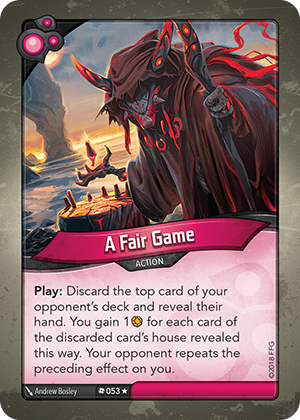 A Fair Game
ACTION
Play: Discard the top card of your
opponent's deck and reveal their
hand. You gain 1 for each card of
the discarded card's house revealed
this way. Your opponent repeats the
preceding effect on you.
©2018 FFG
Andrew Bosley
053